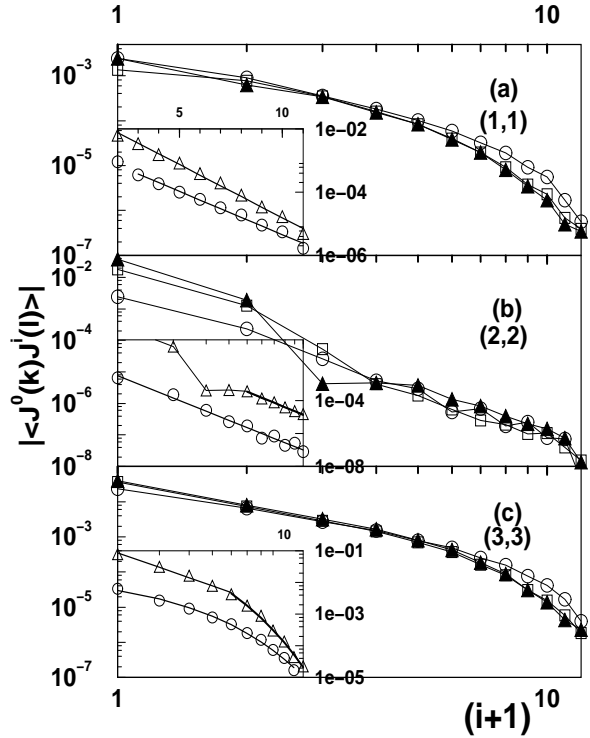 1 10
10⁻³
(a)
(1,1)
5 10
1e−02
10⁻⁵
1e−04
10⁻⁷
1e−06
10⁻²
|<J⁰(k)Jⁱ(l)>|
(b)
(2,2)
10⁻⁴
1e−04
10⁻⁶
10⁻⁸
1e−08
10⁻³
(c)
(3,3)
10
1e−01
10⁻⁵
1e−03
10⁻⁷
1e−05
1 10
(i+1)